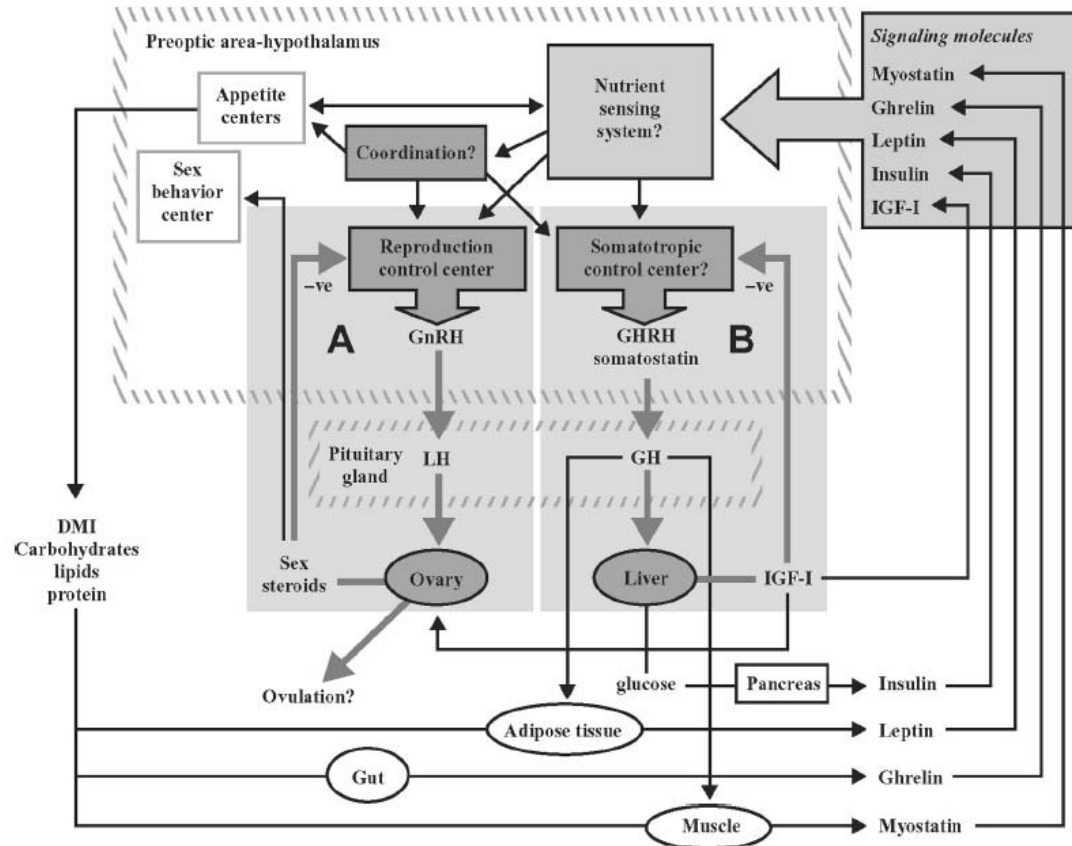 Preoptic area-hypothalamus
Signaling molecules
Myostatin
Ghrelin
Leptin
Insulin
IGF-I
Appetite
centers
Nutrient
sensing
system?
Coordination?
Sex
behavior
center
Reproduction
control center
Somatotropic
control center?
–ve
–ve
A
B
GnRH
GHRH
somatostatin
Pituitary
gland
LH
GH
DMI
Carbohydrates
lipids
protein
Sex
steroids
Ovary
Liver
IGF-I
Ovulation?
glucose
Pancreas
Insulin
Adipose tissue
Leptin
Gut
Ghrelin
Muscle
Myostatin